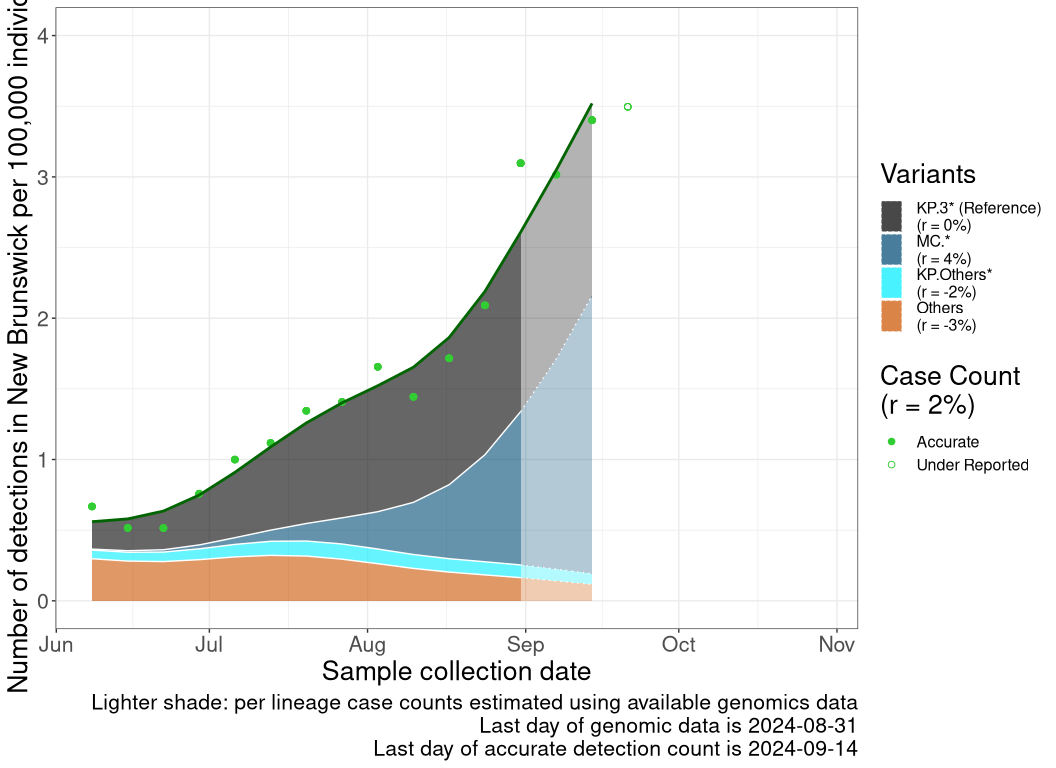 Number of detections in New Brunswick per 100,000
4
3
2
1
0
Jun
Jul
Aug
Sep
Oct
Nov
Sample collection date
Lighter shade: per lineage case counts estimated using available genomics data
Last day of genomic data is 2024-08-31
Last day of accurate detection count is 2024-09-14
Variants
KP.3* (Reference)
(r = 0%)
MC.*
(r = 4%)
KP.Others*
(r = -2%)
Others
(r = -3%)
Case Count
(r = 2%)
Accurate
Under Reported